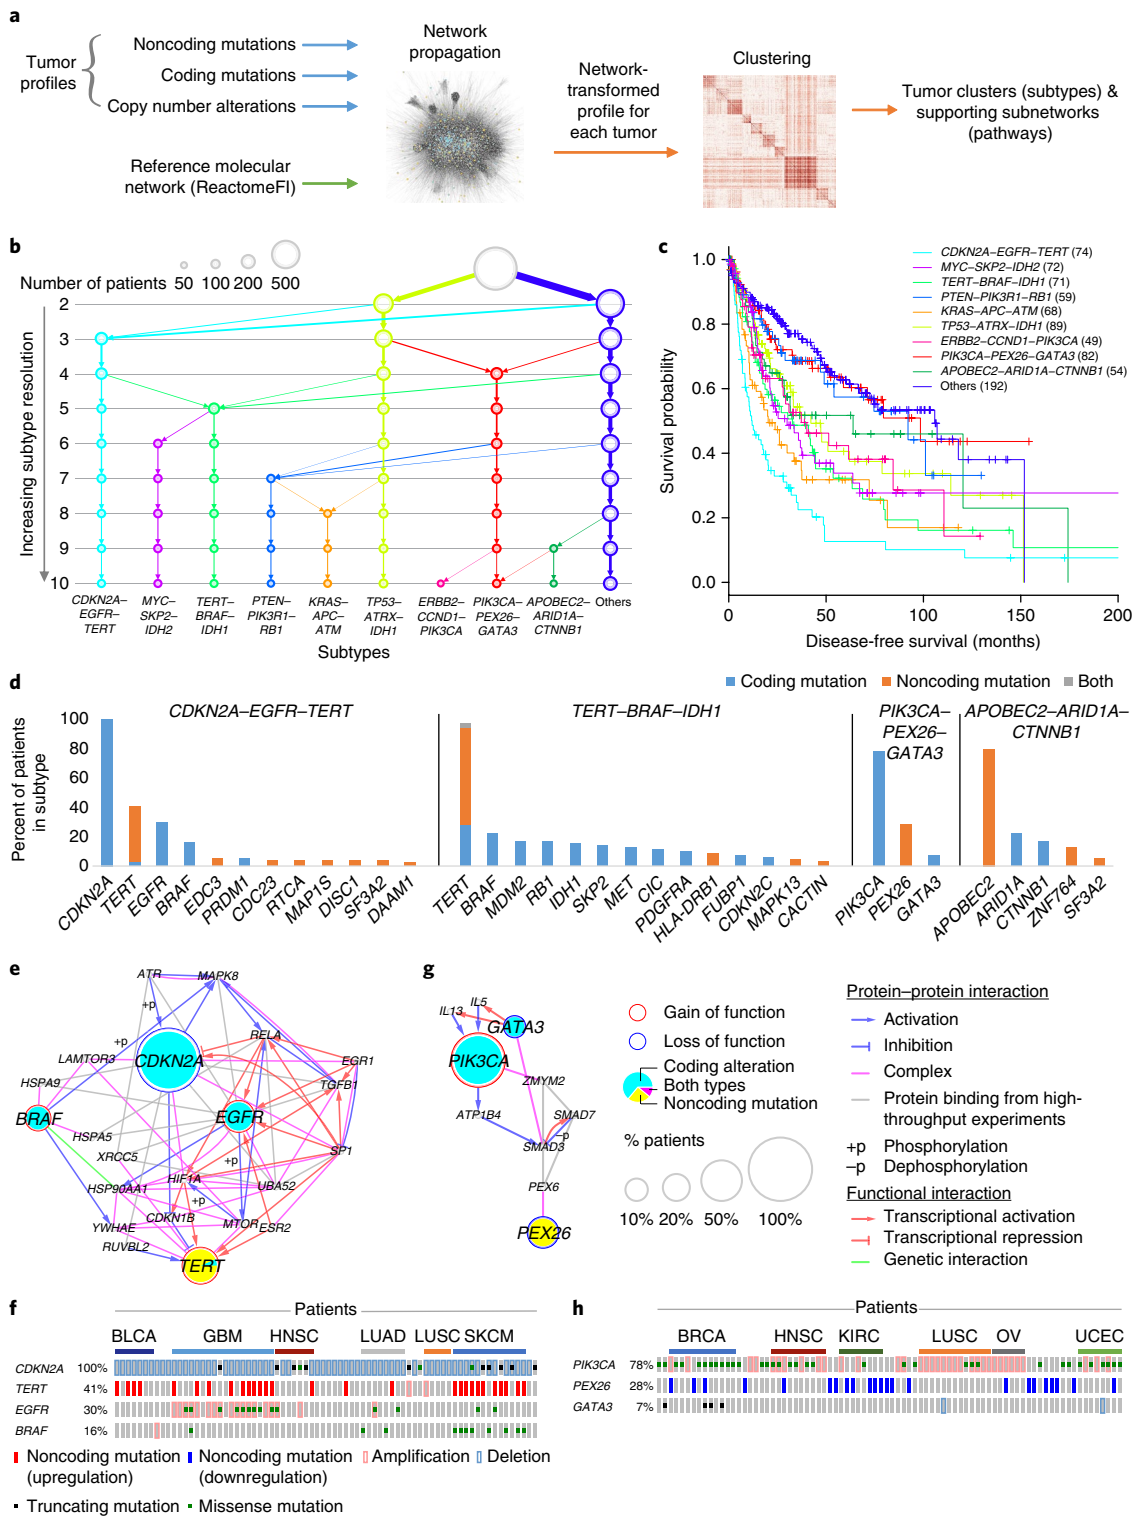 a
Tumor
profiles
Noncoding mutations
Coding mutations
Copy number alterations
Reference molecular
network (ReactomeFI)
Network
propagation
Network-
transformed
profile for
each tumor
Clustering
Tumor clusters (subtypes) &
supporting subnetworks
(pathways)
b
Number of patients
50 100 200 500
Increasing subtype resolution
2
3
4
5
6
7
8
9
10
CDKN2A–
EGFR–
TERT
MYC–
SKP2–
IDH2
TERT–
BRAF–
IDH1
PTEN–
PIK3R1–
RB1
KRAS–
APC–
ATM
TP53–
ATRX–
IDH1
ERBB2–
CCND1–
PIK3CA
PIK3CA–
PEX26–
GATA3
APOBEC2–
ARID1A–
CTNNB1
Others
Subtypes
c
Survival probability
1.0
0.8
0.6
0.4
0.2
0.0
0 50 100 150 200
Disease-free survival (months)
CDKN2A–EGFR–TERT (74)
MYC–SKP2–IDH2 (72)
TERT–BRAF–IDH1 (71)
PTEN–PIK3R1–RB1 (59)
KRAS–APC–ATM (68)
TP53–ATRX–IDH1 (89)
ERBB2–CCND1–PIK3CA (49)
PIK3CA–PEX26–GATA3 (82)
APOBEC2–ARID1A–CTNNB1 (54)
Others (192)
d
Coding mutation Noncoding mutation Both
Percent of patients
in subtype
100
80
60
40
20
0
CDKN2A–EGFR–TERT
CDKN2A
TERT
EGFR
BRAF
EDC3
PRDM1
CDC23
RTCA
MAP1S
DISC1
SF3A2
DAAM1
TERT–BRAF–IDH1
TERT
BRAF
MDM2
RB1
IDH1
SKP2
MET
CIC
PDGFRA
HLA-DRB1
FUBP1
CDKN2C
MAPK13
CACTIN
PIK3CA–
PEX26–
GATA3
PIK3CA
PEX26
GATA3
APOBEC2–ARID1A–
CTNNB1
APOBEC2
ARID1A
CTNNB1
ZNF764
SF3A2
e
ATR
MAPK8
+p
+p
CDKN2A
RELA
LAMTOR3
EGR1
TGFB1
HSPA9
BRAF
EGFR
HSPA5
XRCC5
+p
SP1
HIF1A
HSP90AA1
UBA52
+p
CDKN1B
MTOR
ESR2
YWHAE
RUVBL2
TERT
g
IL5
IL13
GATA3
PIK3CA
ZMYM2
ATP1B4
SMAD7
–p
SMAD3
PEX6
PEX26
Gain of function
Loss of function
Coding alteration
Both types
Noncoding mutation
% patients
10% 20% 50% 100%
Protein–protein interaction
Activation
Inhibition
Complex
Protein binding from high-
throughput experiments
+p Phosphorylation
–p Dephosphorylation
Functional interaction
Transcriptional activation
Transcriptional repression
Genetic interaction
f
Patients
BLCA GBM HNSC LUAD LUSC SKCM
CDKN2A 100%
TERT 41%
EGFR 30%
BRAF 16%
Noncoding mutation
(upregulation)
Noncoding mutation
(downregulation)
Amplification
Deletion
Truncating mutation
Missense mutation
h
Patients
BRCA HNSC KIRC LUSC OV UCEC
PIK3CA 78%
PEX26 28%
GATA3 7%